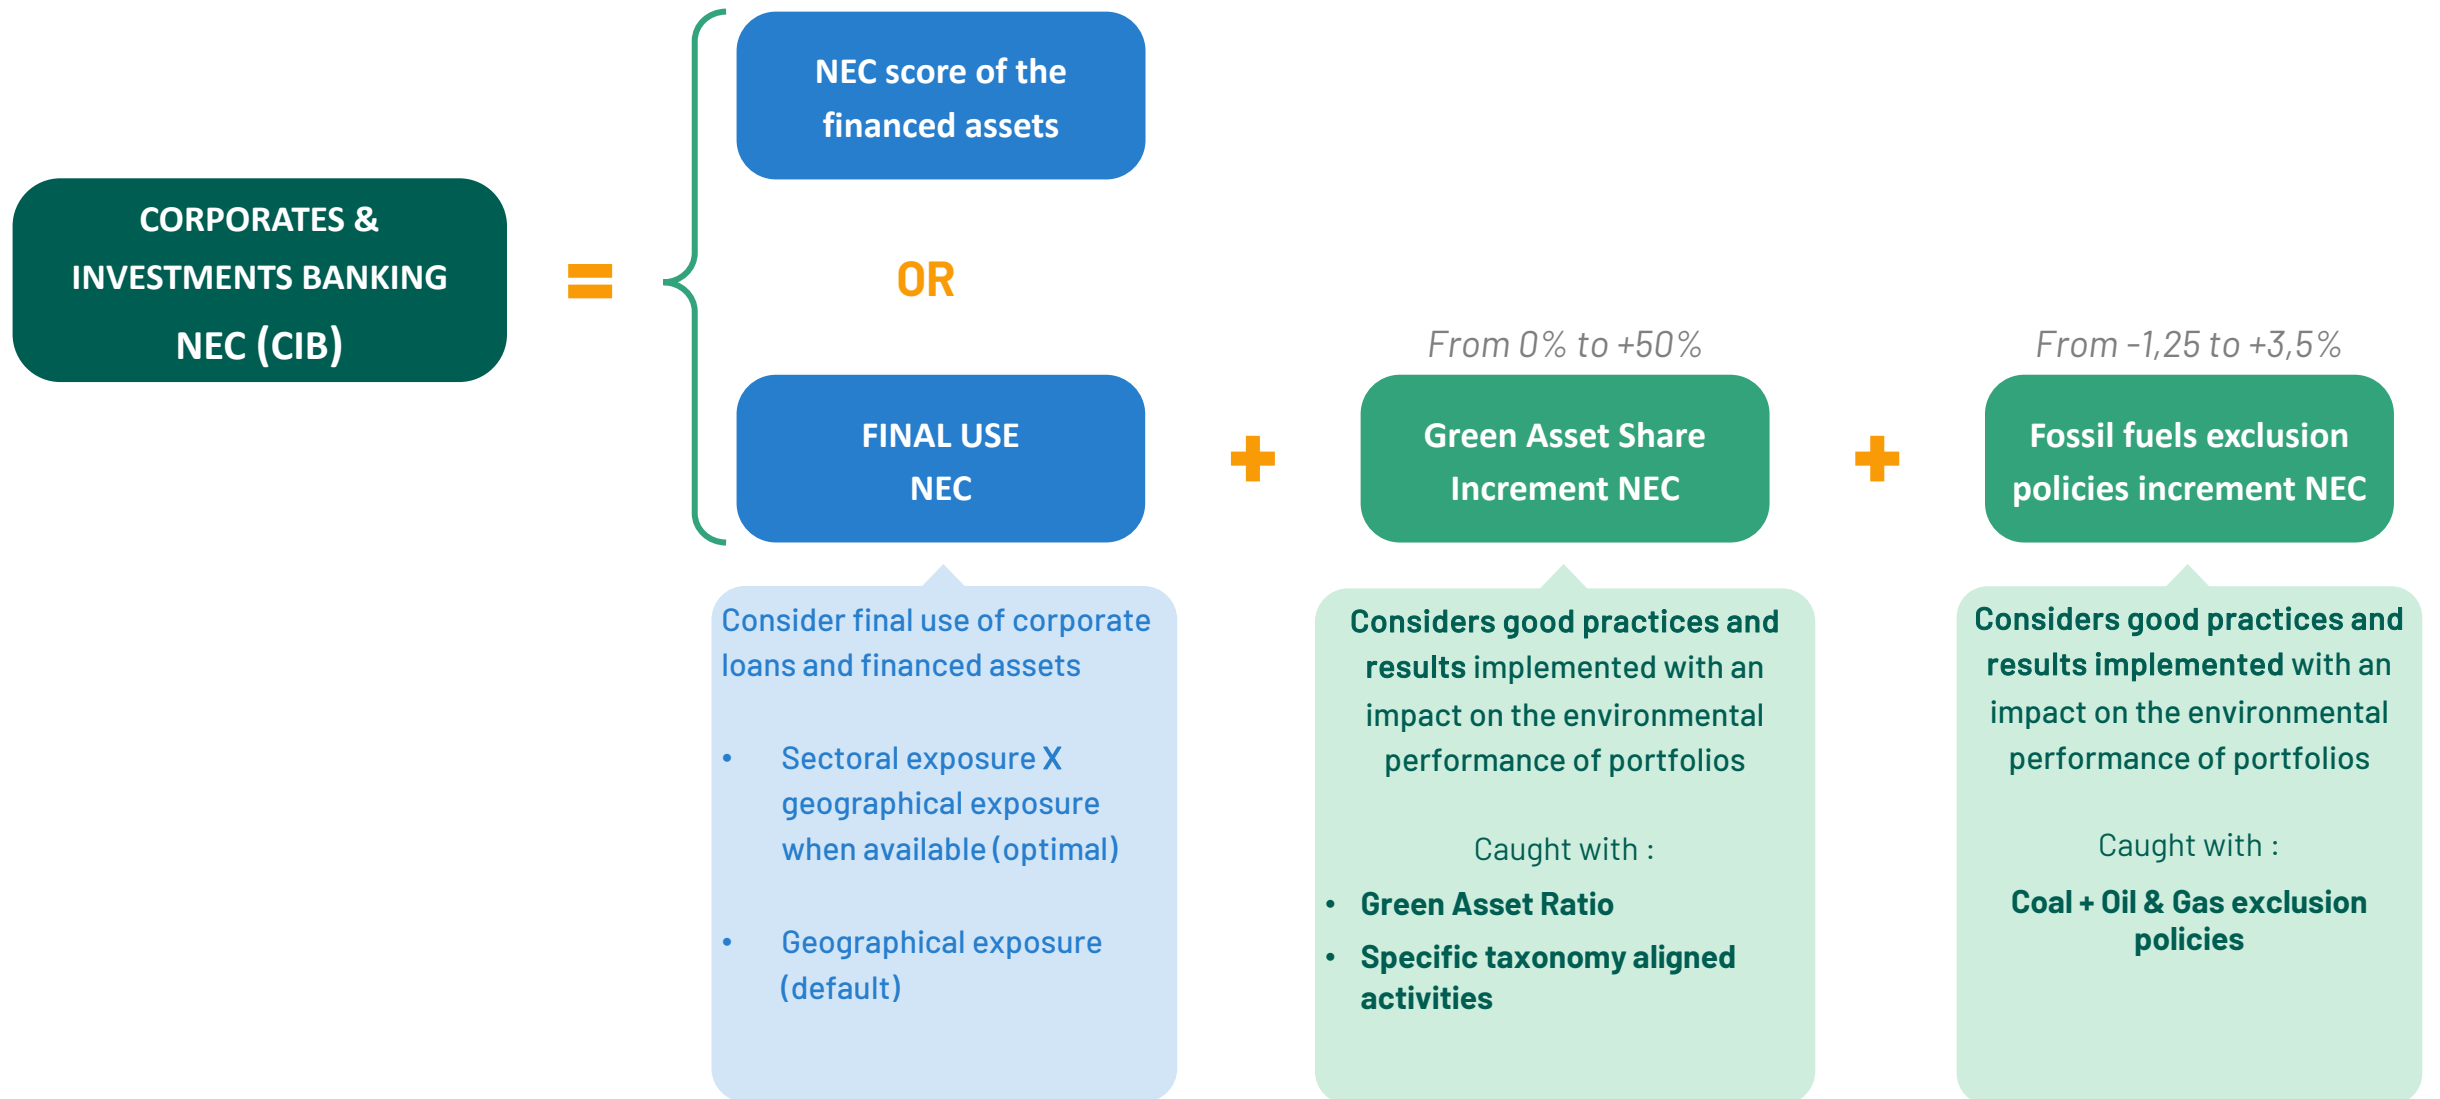 CORPORATES &
INVESTMENTS BANKING
NEC (CIB)
=
NEC score of the
financed assets
OR
FINAL USE
NEC
+
From 0% to +50%
Green Asset Share
Increment NEC
+
From -1,25 to +3,5%
Fossil fuels exclusion
policies increment NEC
Consider final use of corporate
loans and financed assets
• Sectoral exposure X
geographical exposure
when available (optimal)
• Geographical exposure
(default)
Considers good practices and
results implemented with an
impact on the environmental
performance of portfolios
Caught with :
• Green Asset Ratio
• Specific taxonomy aligned
activities
Considers good practices and
results implemented with an
impact on the environmental
performance of portfolios
Caught with :
Coal + Oil & Gas exclusion
policies